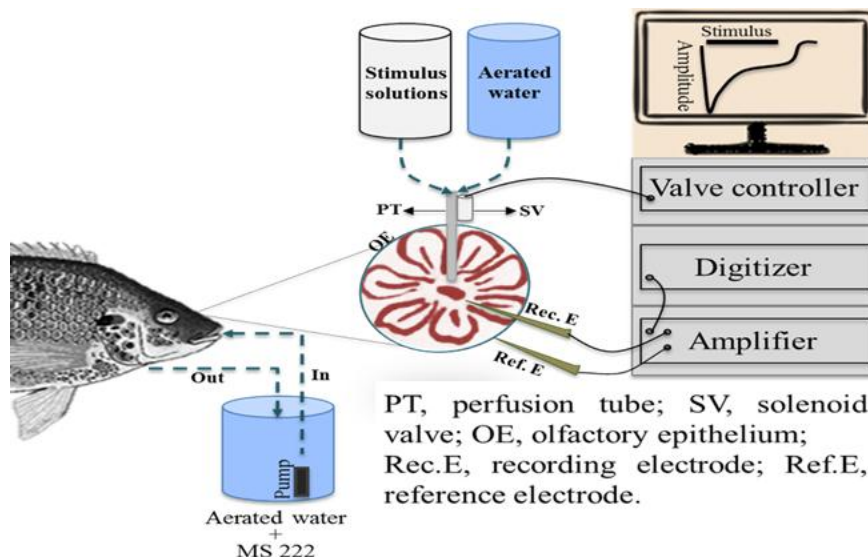 Stimulus
solutions
Aerated
water
Stimulus
Amplitude
PT
SV
OE
Valve controller
Digitizer
Amplifier
Rec. E
Ref. E
Out
In
Pump
Aerated water
+
MS 222
PT, perfusion tube; SV, solenoid
valve; OE, olfactory epithelium;
Rec.E, recording electrode; Ref.E,
reference electrode.